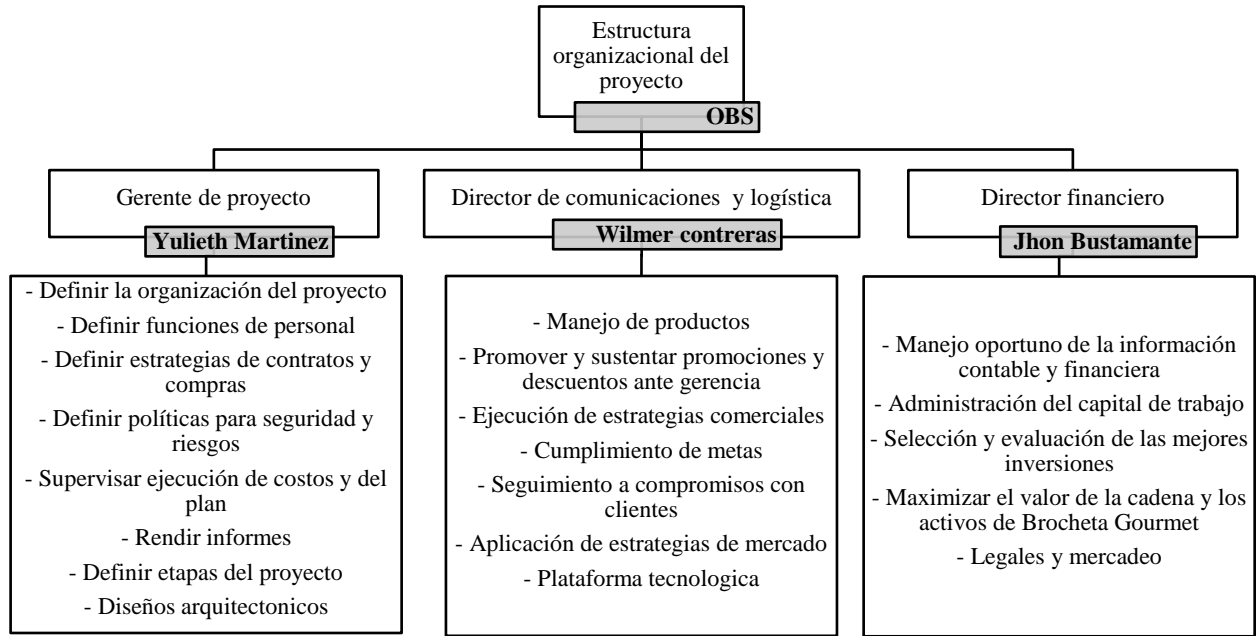 Estructura
organizacional del
proyecto
OBS
Gerente de proyecto
Yulieth Martinez
- Definir la organización del proyecto
- Definir funciones de personal
- Definir estrategias de contratos y
compras
- Definir políticas para seguridad y
riesgos
- Supervisar ejecución de costos y del
plan
- Rendir informes
- Definir etapas del proyecto
- Diseños arquitectonicos
Director de comunicaciones y logística
Wilmer contreras
- Manejo de productos
- Promover y sustentar promociones y
descuentos ante gerencia
- Ejecución de estrategias comerciales
- Cumplimiento de metas
- Seguimiento a compromisos con
clientes
- Aplicación de estrategias de mercado
- Plataforma tecnologica
Director financiero
Jhon Bustamante
- Manejo oportuno de la información
contable y financiera
- Administración del capital de trabajo
- Selección y evaluación de las mejores
inversiones
- Maximizar el valor de la cadena y los
activos de Brocheta Gourmet
- Legales y mercadeo